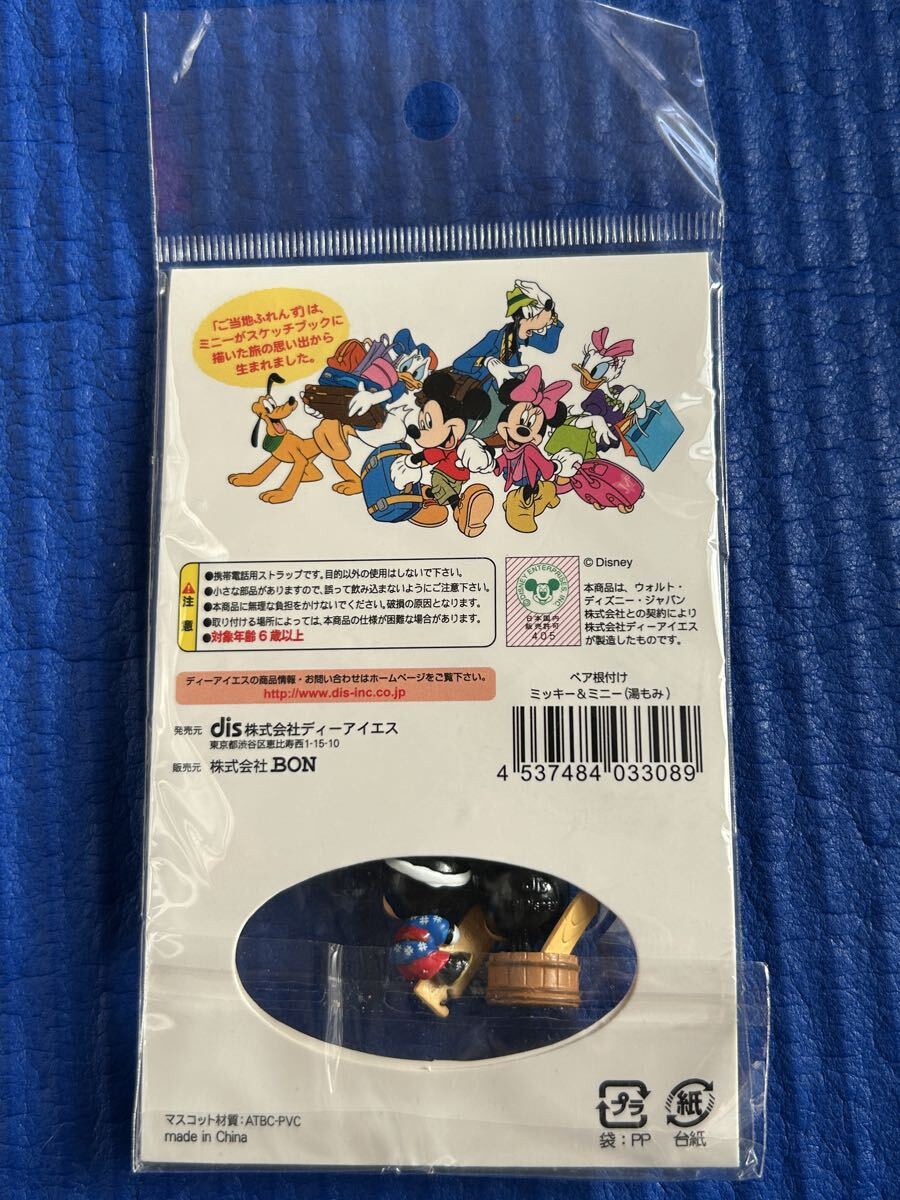 「ご当地ふれんず」は、
ミニーがスケッチブックに
描いた旅の思い出から
生まれました。
注意
●携帯電話用ストラップです。目的以外の使用はしないで下さい。
●小さな部品がありますので、誤って飲み込まないようにご注意下さい。
●本商品に無理な負担をかけないでください。破損の原因となります。
●取り付ける場所によっては、本商品の仕様が困難な場合があります。
●対象年齢6歳以上
©DISNEY ENTERPRISES, INC
日本国内
販売許可
405
©Disney
本商品は、ウォルト・
ディズニー・ジャパン
株式会社との契約により
株式会社ディーアイエス
が製造したものです。
ディーアイエスの商品情報・お問い合わせはホームページをご覧下さい。
http://www.dis-inc.co.jp
ペア根付け
ミッキー&ミニー(湯もみ)
発売元 dis株式会社ディーアイエス
東京都渋谷区恵比寿西1-15-10
販売元 株式会社BON
4 537484 033089
マスコット材質:ATBC-PVC
made in China
プラ
袋:PP
紙
台紙